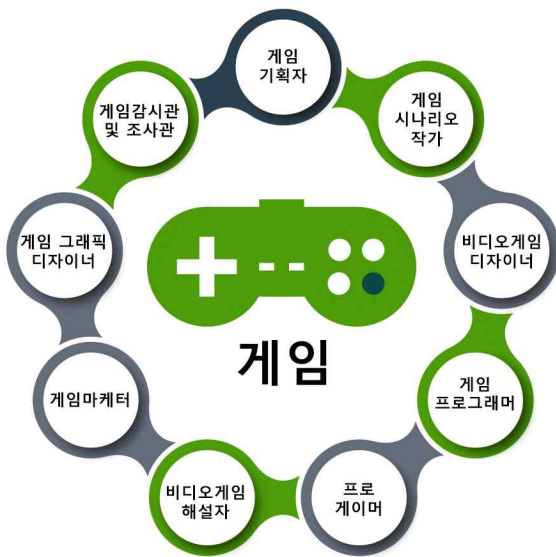 게임
기획자
게임
시나리오
작가
비디오게임
디자이너
게임
프로그래머
프로
게이머
비디오게임
해설자
게임마케터
게임 그래픽
디자이너
게임감시관
및 조사관
게임